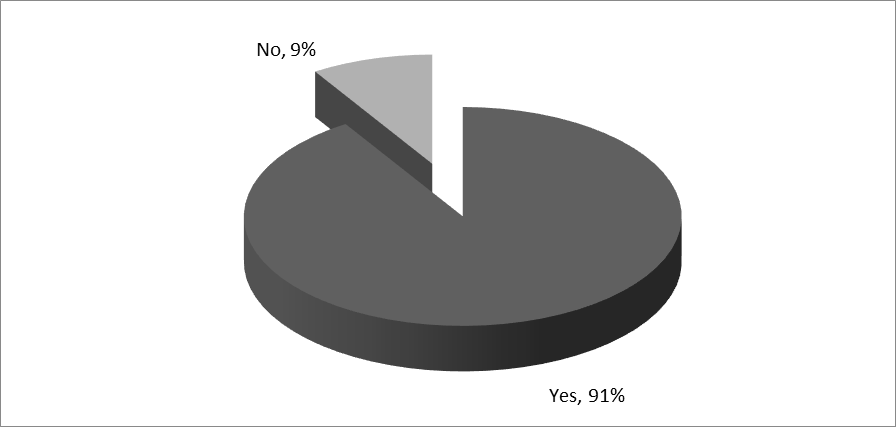 No, 9%
Yes, 91%